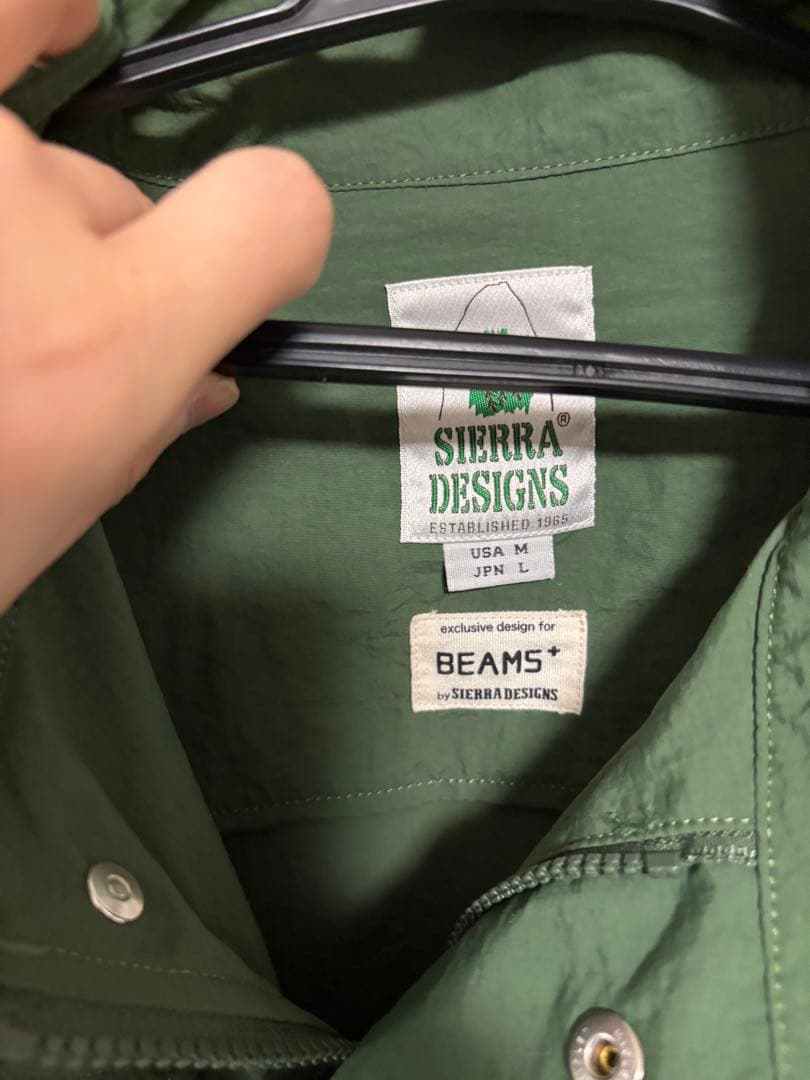 SIERRA®
DESIGNS
ESTABLISHED 1965
USA M
JPN L
exclusive design for
BEAMS+
by SIERRA DESIGNS